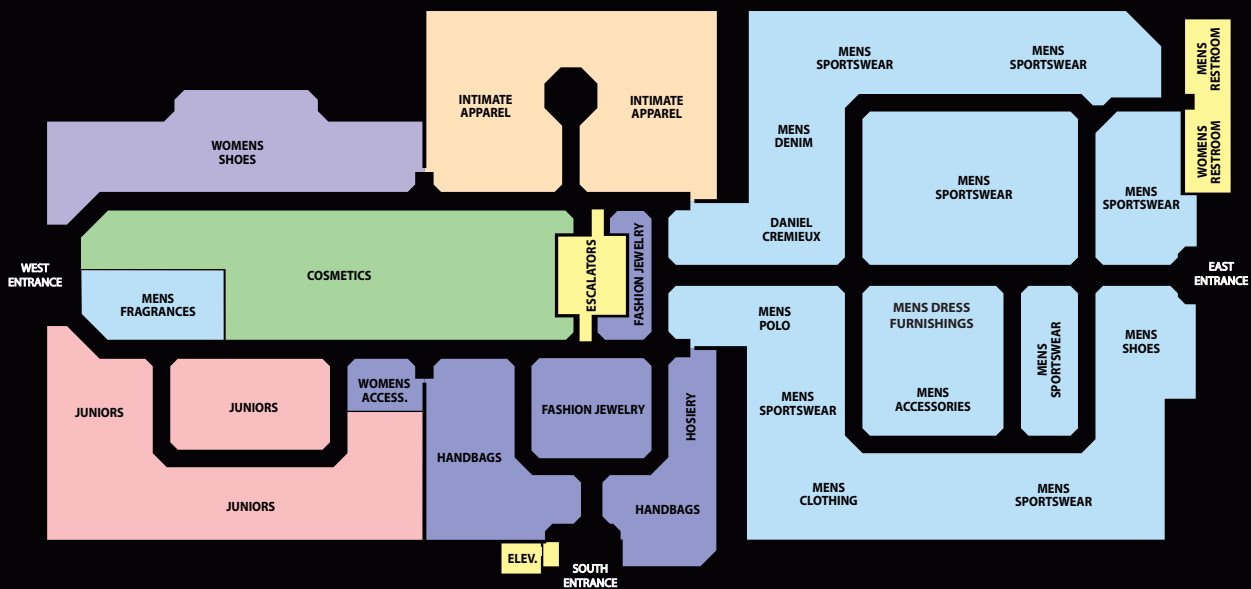 MENS
SPORTSWEAR
MENS
SPORTSWEAR
MENS
RESTROOM
INTIMATE
APPAREL
INTIMATE
APPAREL
MENS
DENIM
WOMENS
RESTROOM
WOMENS
SHOES
MENS
SPORTSWEAR
MENS
SPORTSWEAR
DANIEL
CREMIEUX
WEST
ENTRANCE
COSMETICS
ESCALATORS
FASHION JEWELRY
EAST
ENTRANCE
MENS
FRAGRANCES
MENS
POLO
MENS DRESS
FURNISHINGS
MENS
SPORTSWEAR
MENS
SHOES
JUNIORS
JUNIORS
WOMENS
ACCESS.
FASHION JEWELRY
HOSIERY
MENS
SPORTSWEAR
MENS
ACCESSORIES
HANDBAGS
JUNIORS
HANDBAGS
MENS
CLOTHING
MENS
SPORTSWEAR
ELEV.
SOUTH
ENTRANCE